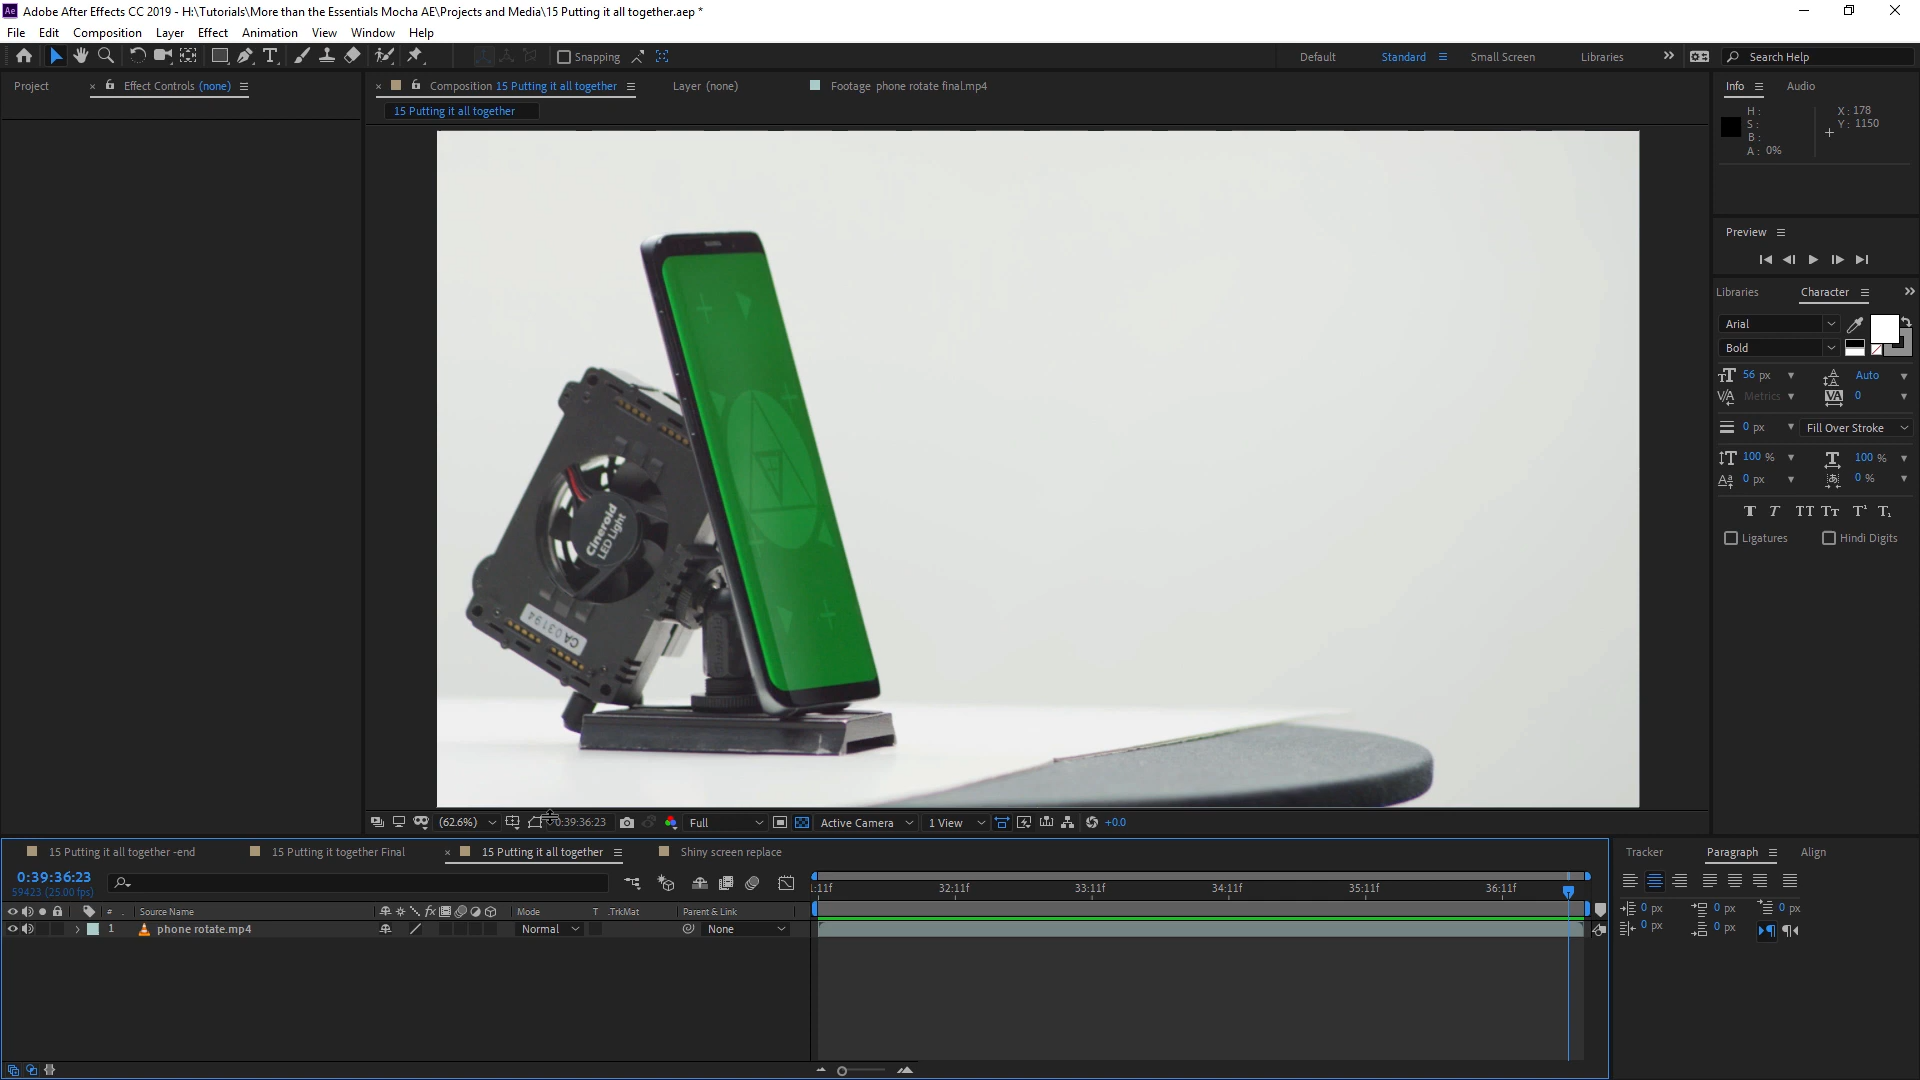 Ae Adobe After Effects CC 2019 - H:\Tutorials\More than the Essentials Mocha AE\Projects and Media\15 Putting it all together.aep *
File Edit Composition Layer Effect Animation View Window Help
Snapping Default Standard Small Screen Libraries Search Help
Project Effect Controls (none) Composition 15 Putting it all together Layer (none) Footage phone rotate final.mp4 Info Audio
15 Putting it all together
H : X : 178
S : Y : 1150
B :
A : 0%
Preview
Libraries Character
Arial
Bold
56 px Auto
Metrics 0
0 px Fill Over Stroke
100 % 100 %
0 px 0 %
Ligatures Hindi Digits
Cineroid
LED Light
CA03194
(62.6%) 0:39:36:23 Full Active Camera 1 View +0.0
15 Putting it all together -end 15 Putting it together Final 15 Putting it all together Shiny screen replace Tracker Paragraph Align
0:39:36:23
59423 (25.00 fps)
1:11f 32:11f 33:11f 34:11f 35:11f 36:11f
# Source Name fx Mode T .TrkMat Parent & Link
1 phone rotate.mp4 Normal None
0 px 0 px 0 px
0 px 0 px